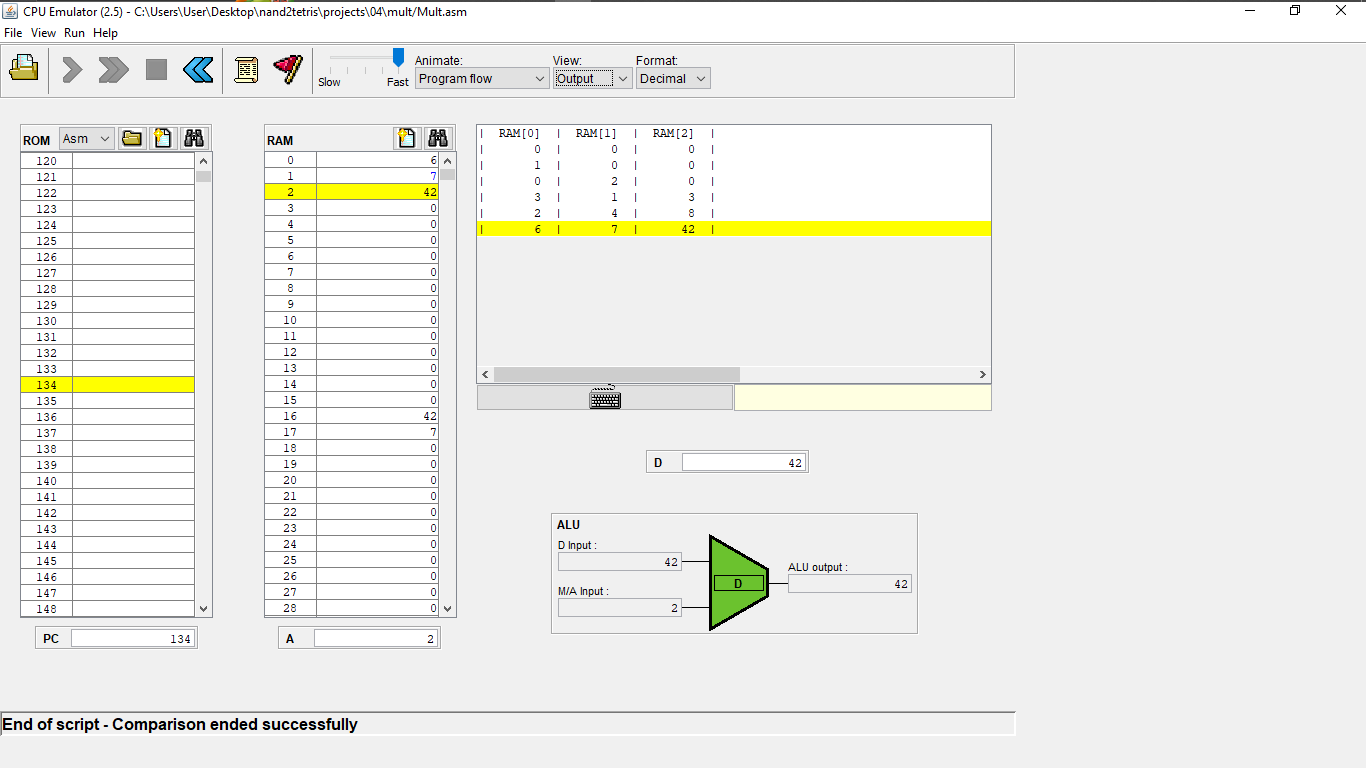 CPU Emulator (2.5) - C:\Users\User\Desktop\nand2tetris\projects\04\mult/Mult.asm
File View Run Help
Slow Fast
Animate: View: Format:
Program flow Output Decimal
ROM Asm
120
121
122
123
124
125
126
127
128
129
130
131
132
133
134
135
136
137
138
139
140
141
142
143
144
145
146
147
148
PC 134
RAM
0 6
1 7
2 42
3 0
4 0
5 0
6 0
7 0
8 0
9 0
10 0
11 0
12 0
13 0
14 0
15 0
16 42
17 7
18 0
19 0
20 0
21 0
22 0
23 0
24 0
25 0
26 0
27 0
28 0
A 2
| RAM[0] | RAM[1] | RAM[2] |
| 0 | 0 | 0 |
| 1 | 0 | 0 |
| 0 | 2 | 0 |
| 3 | 1 | 3 |
| 2 | 4 | 8 |
| 6 | 7 | 42 |
D 42
ALU
D Input : 42
M/A Input : 2
D
ALU output : 42
End of script - Comparison ended successfully